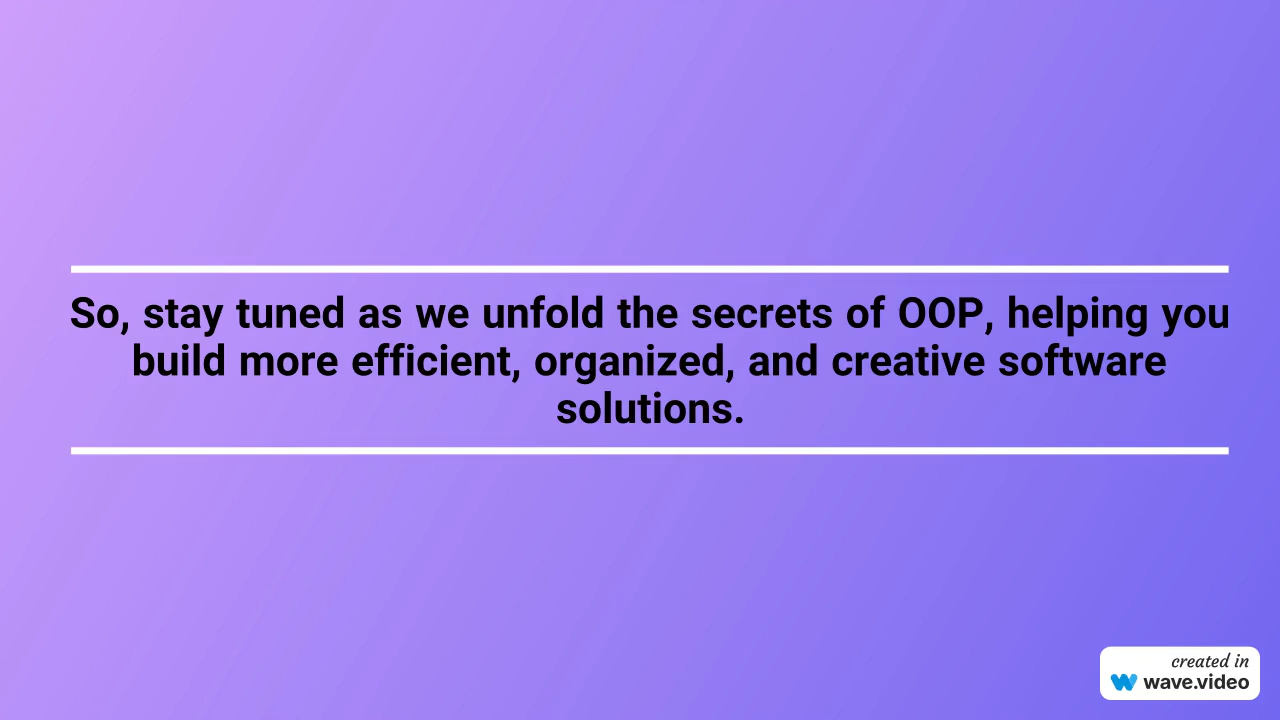 So, stay tuned as we unfold the secrets of OOP, helping you
build more efficient, organized, and creative software
solutions.
created in
wave.video